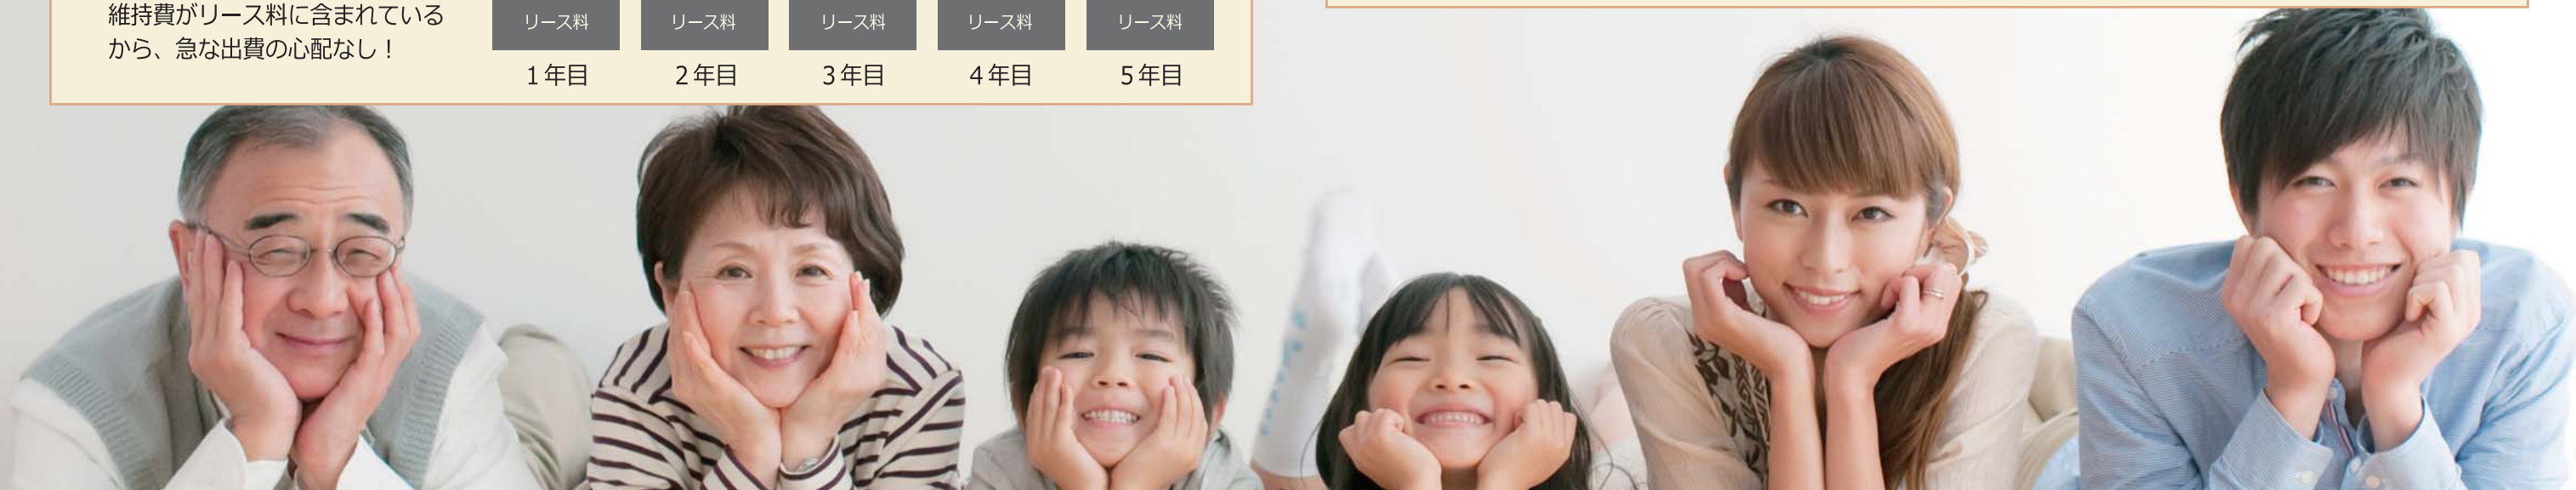 維持費がリース料に含まれている
から、急な出費の心配なし！
リース料 リース料 リース料 リース料 リース料
1年目 2年目 3年目 4年目 5年目